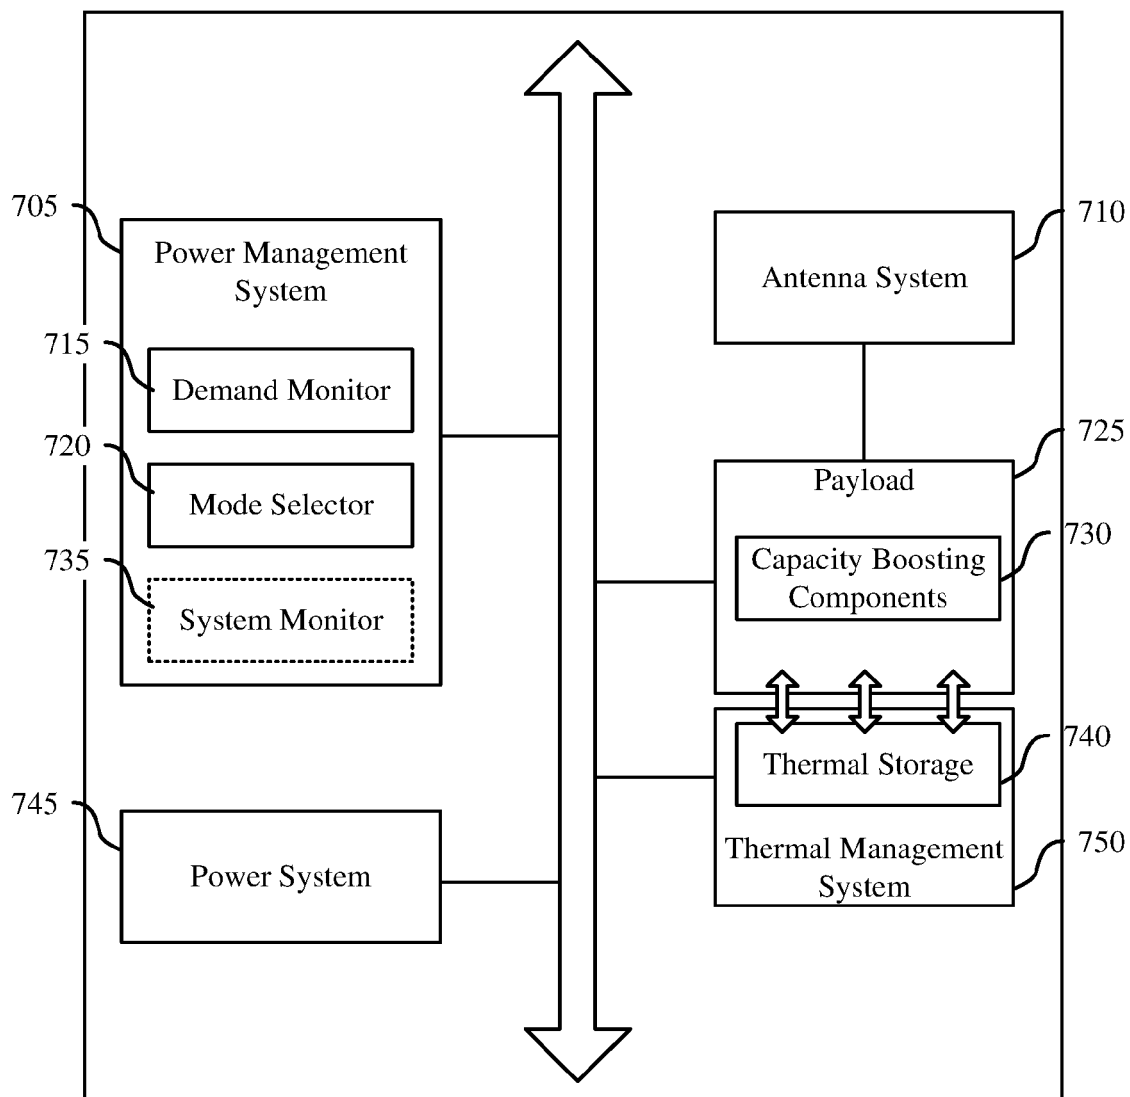 705
Power Management
System
715
Demand Monitor
720
Mode Selector
735
System Monitor
745
Power System
710
Antenna System
725
Payload
730
Capacity Boosting
Components
740
Thermal Storage
750
Thermal Management
System